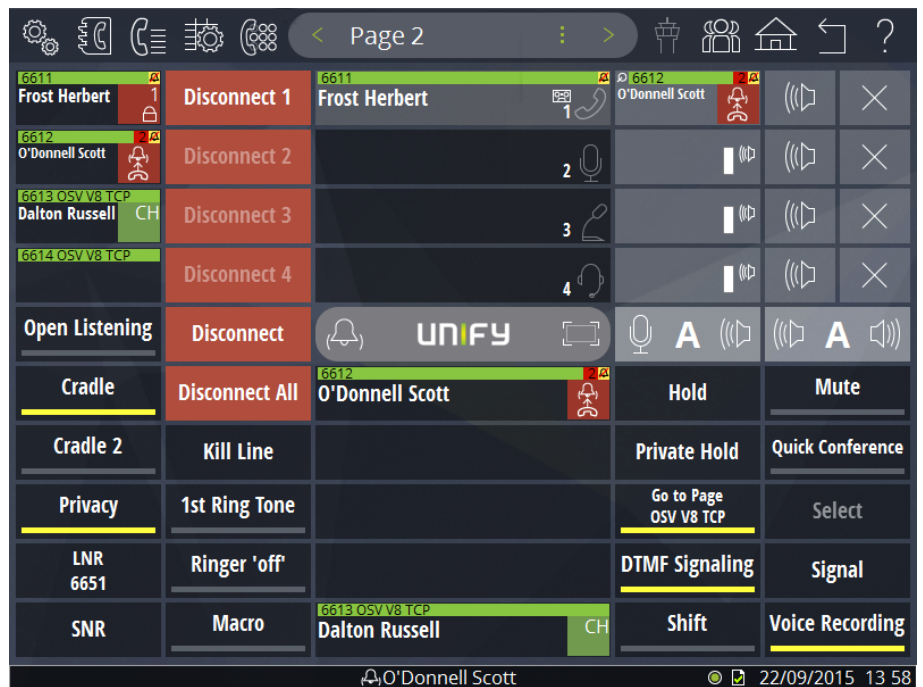 Page 2
?
6611
Frost Herbert
1
Disconnect 1
6611
Frost Herbert
1
6612
2
O'Donnell Scott
6612
2
O'Donnell Scott
Disconnect 2
2
6613 OSV V8 TCP
Dalton Russell
CH
Disconnect 3
3
6614 OSV V8 TCP
Disconnect 4
4
Open Listening
Disconnect
UNIFY
A
A
Cradle
Disconnect All
6612
2
O'Donnell Scott
Hold
Mute
Cradle 2
Kill Line
Private Hold
Quick Conference
Privacy
1st Ring Tone
Go to Page
OSV V8 TCP
Select
LNR
6651
Ringer 'off'
DTMF Signaling
Signal
SNR
Macro
6613 OSV V8 TCP
Dalton Russell
CH
Shift
Voice Recording
O'Donnell Scott
22/09/2015 13 58